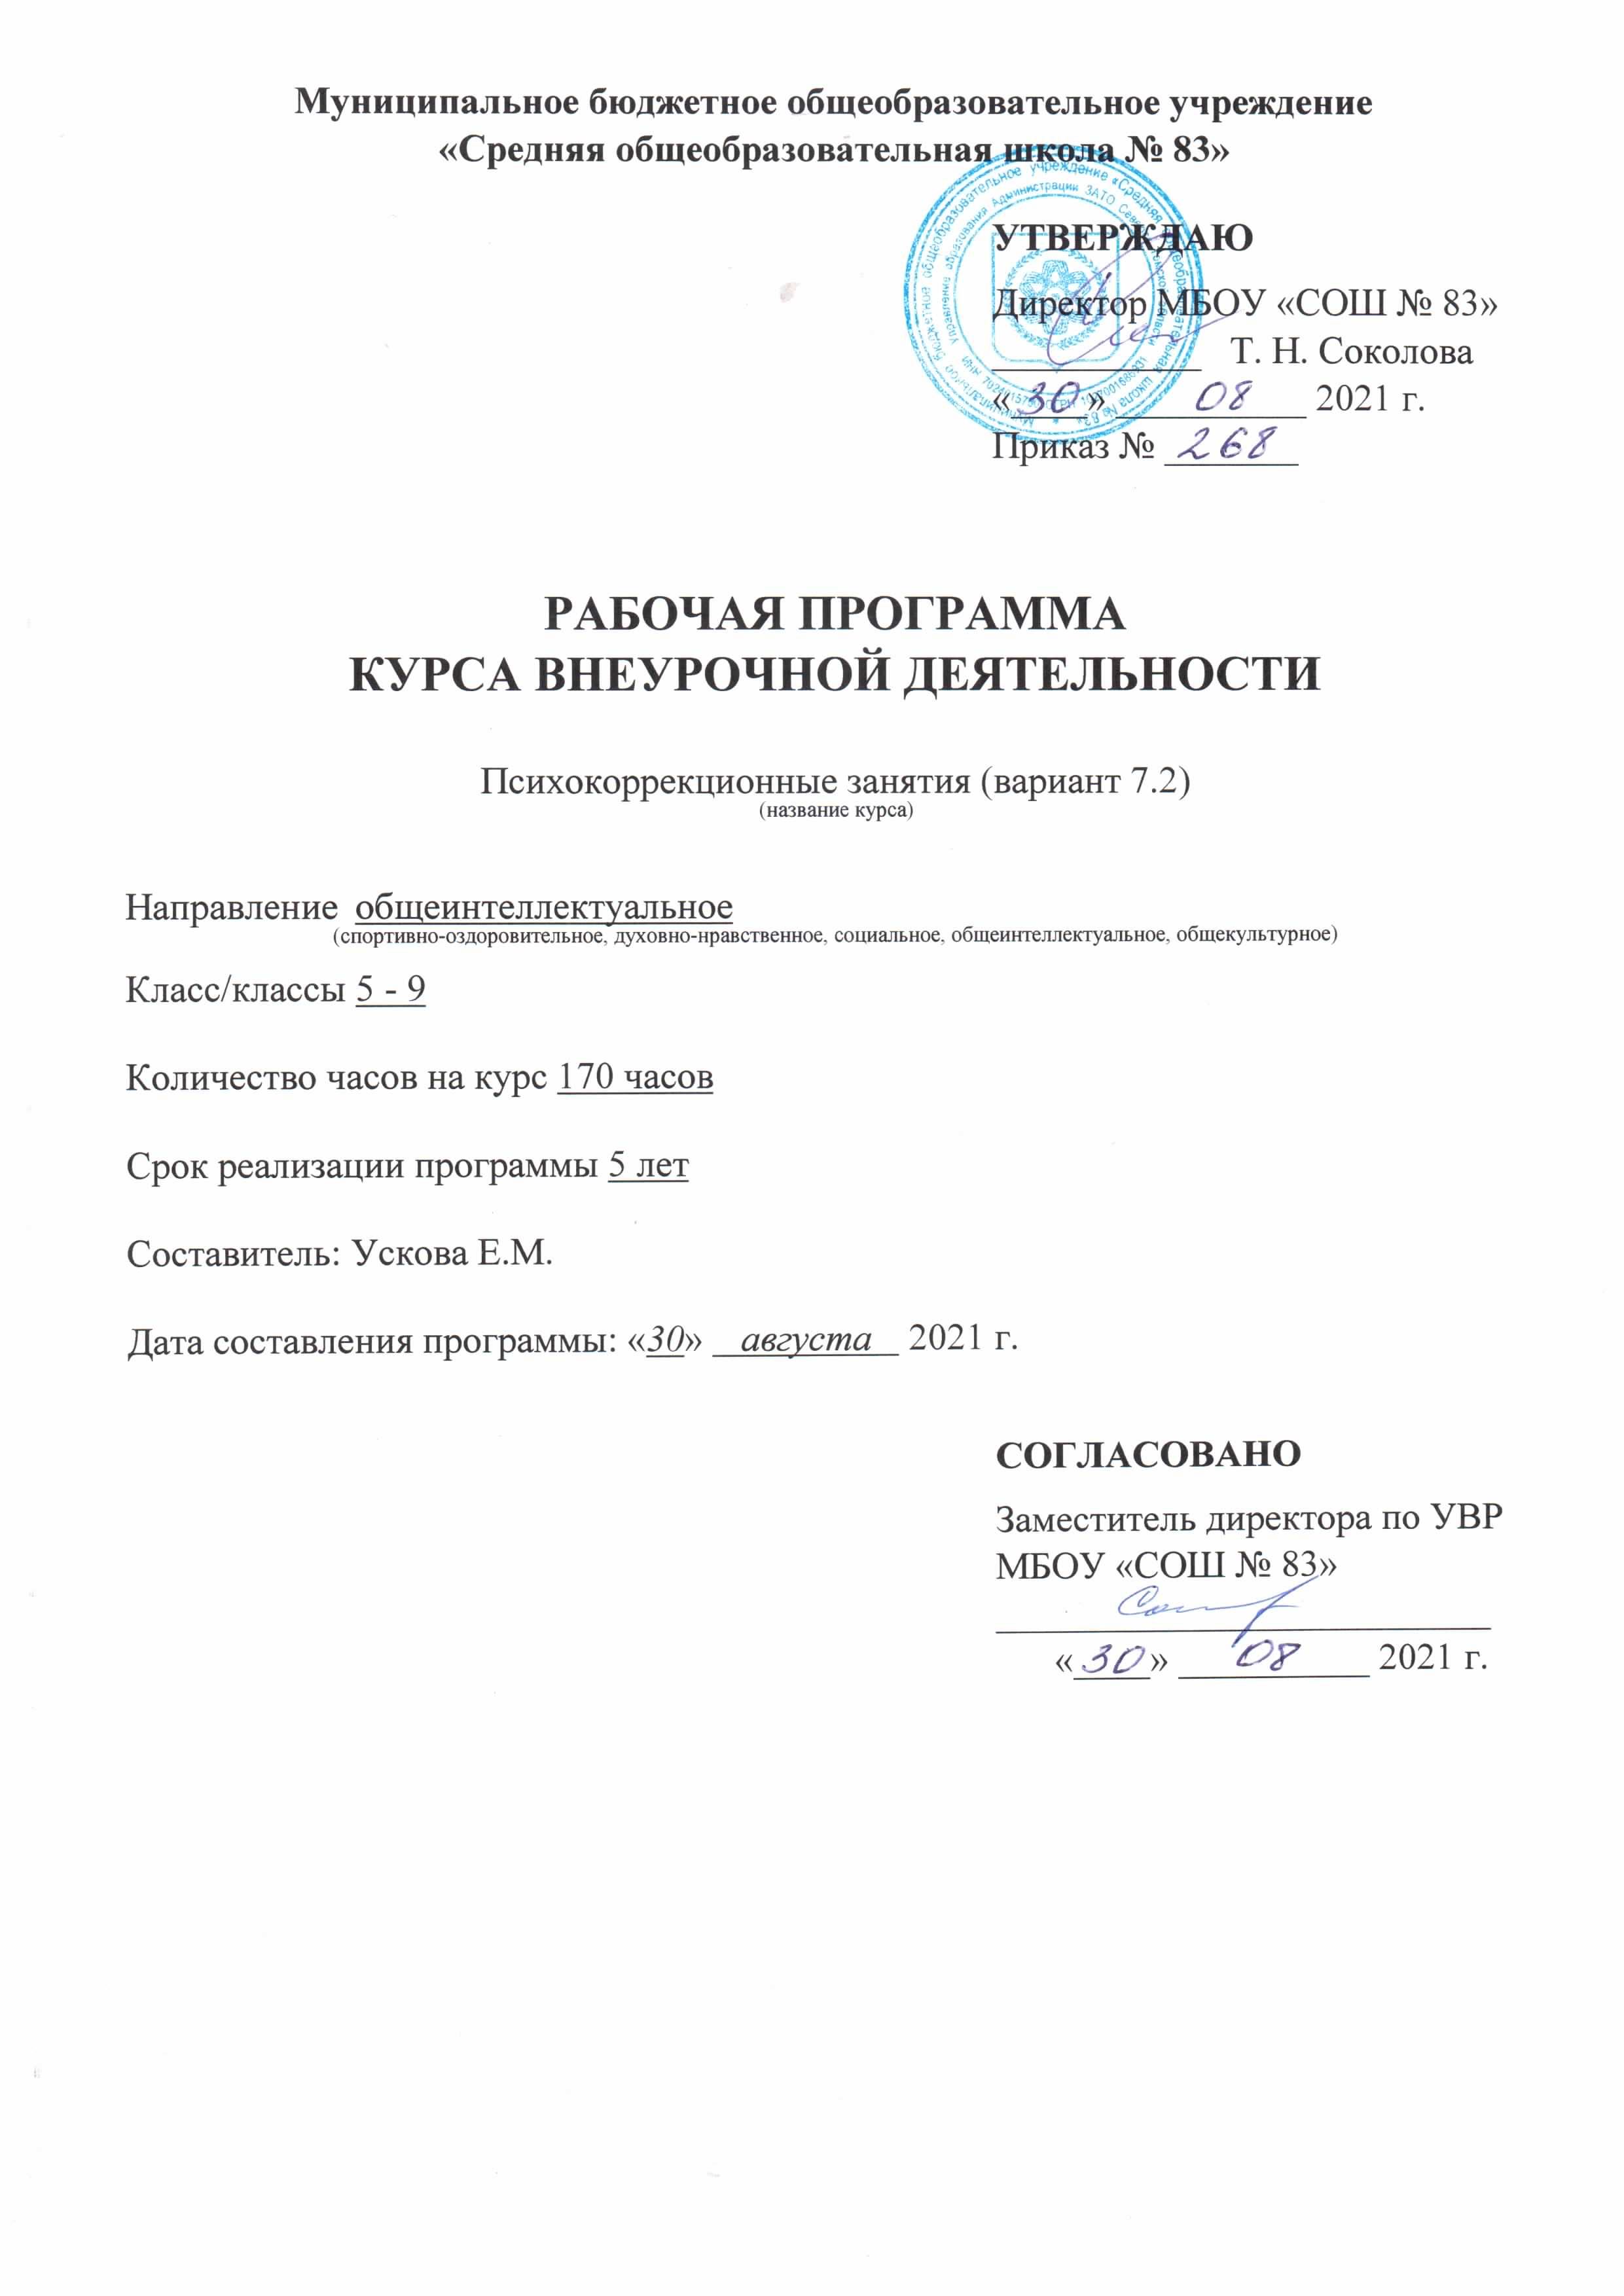 Муниципальное бюджетное общеобразовательное учреждение
«Средняя общеобразовательная школа № 83»
УТВЕРЖДАЮ
Директор МБОУ «СОШ № 83»
____________ Т. Н. Соколова
«30» 08 2021 г.
Приказ № 268
РАБОЧАЯ ПРОГРАММА
КУРСА ВНЕУРОЧНОЙ ДЕЯТЕЛЬНОСТИ
Психокоррекционные занятия (вариант 7.2)
(название курса)
Направление общеинтеллектуальное
(спортивно-оздоровительное, духовно-нравственное, социальное, общеинтеллектуальное, общекультурное)
Класс/классы 5 - 9
Количество часов на курс 170 часов
Срок реализации программы 5 лет
Составитель: Ускова Е.М.
Дата составления программы: «30» августа 2021 г.
СОГЛАСОВАНО
Заместитель директора по УВР
МБОУ «СОШ № 83»
«30» 08 2021 г.